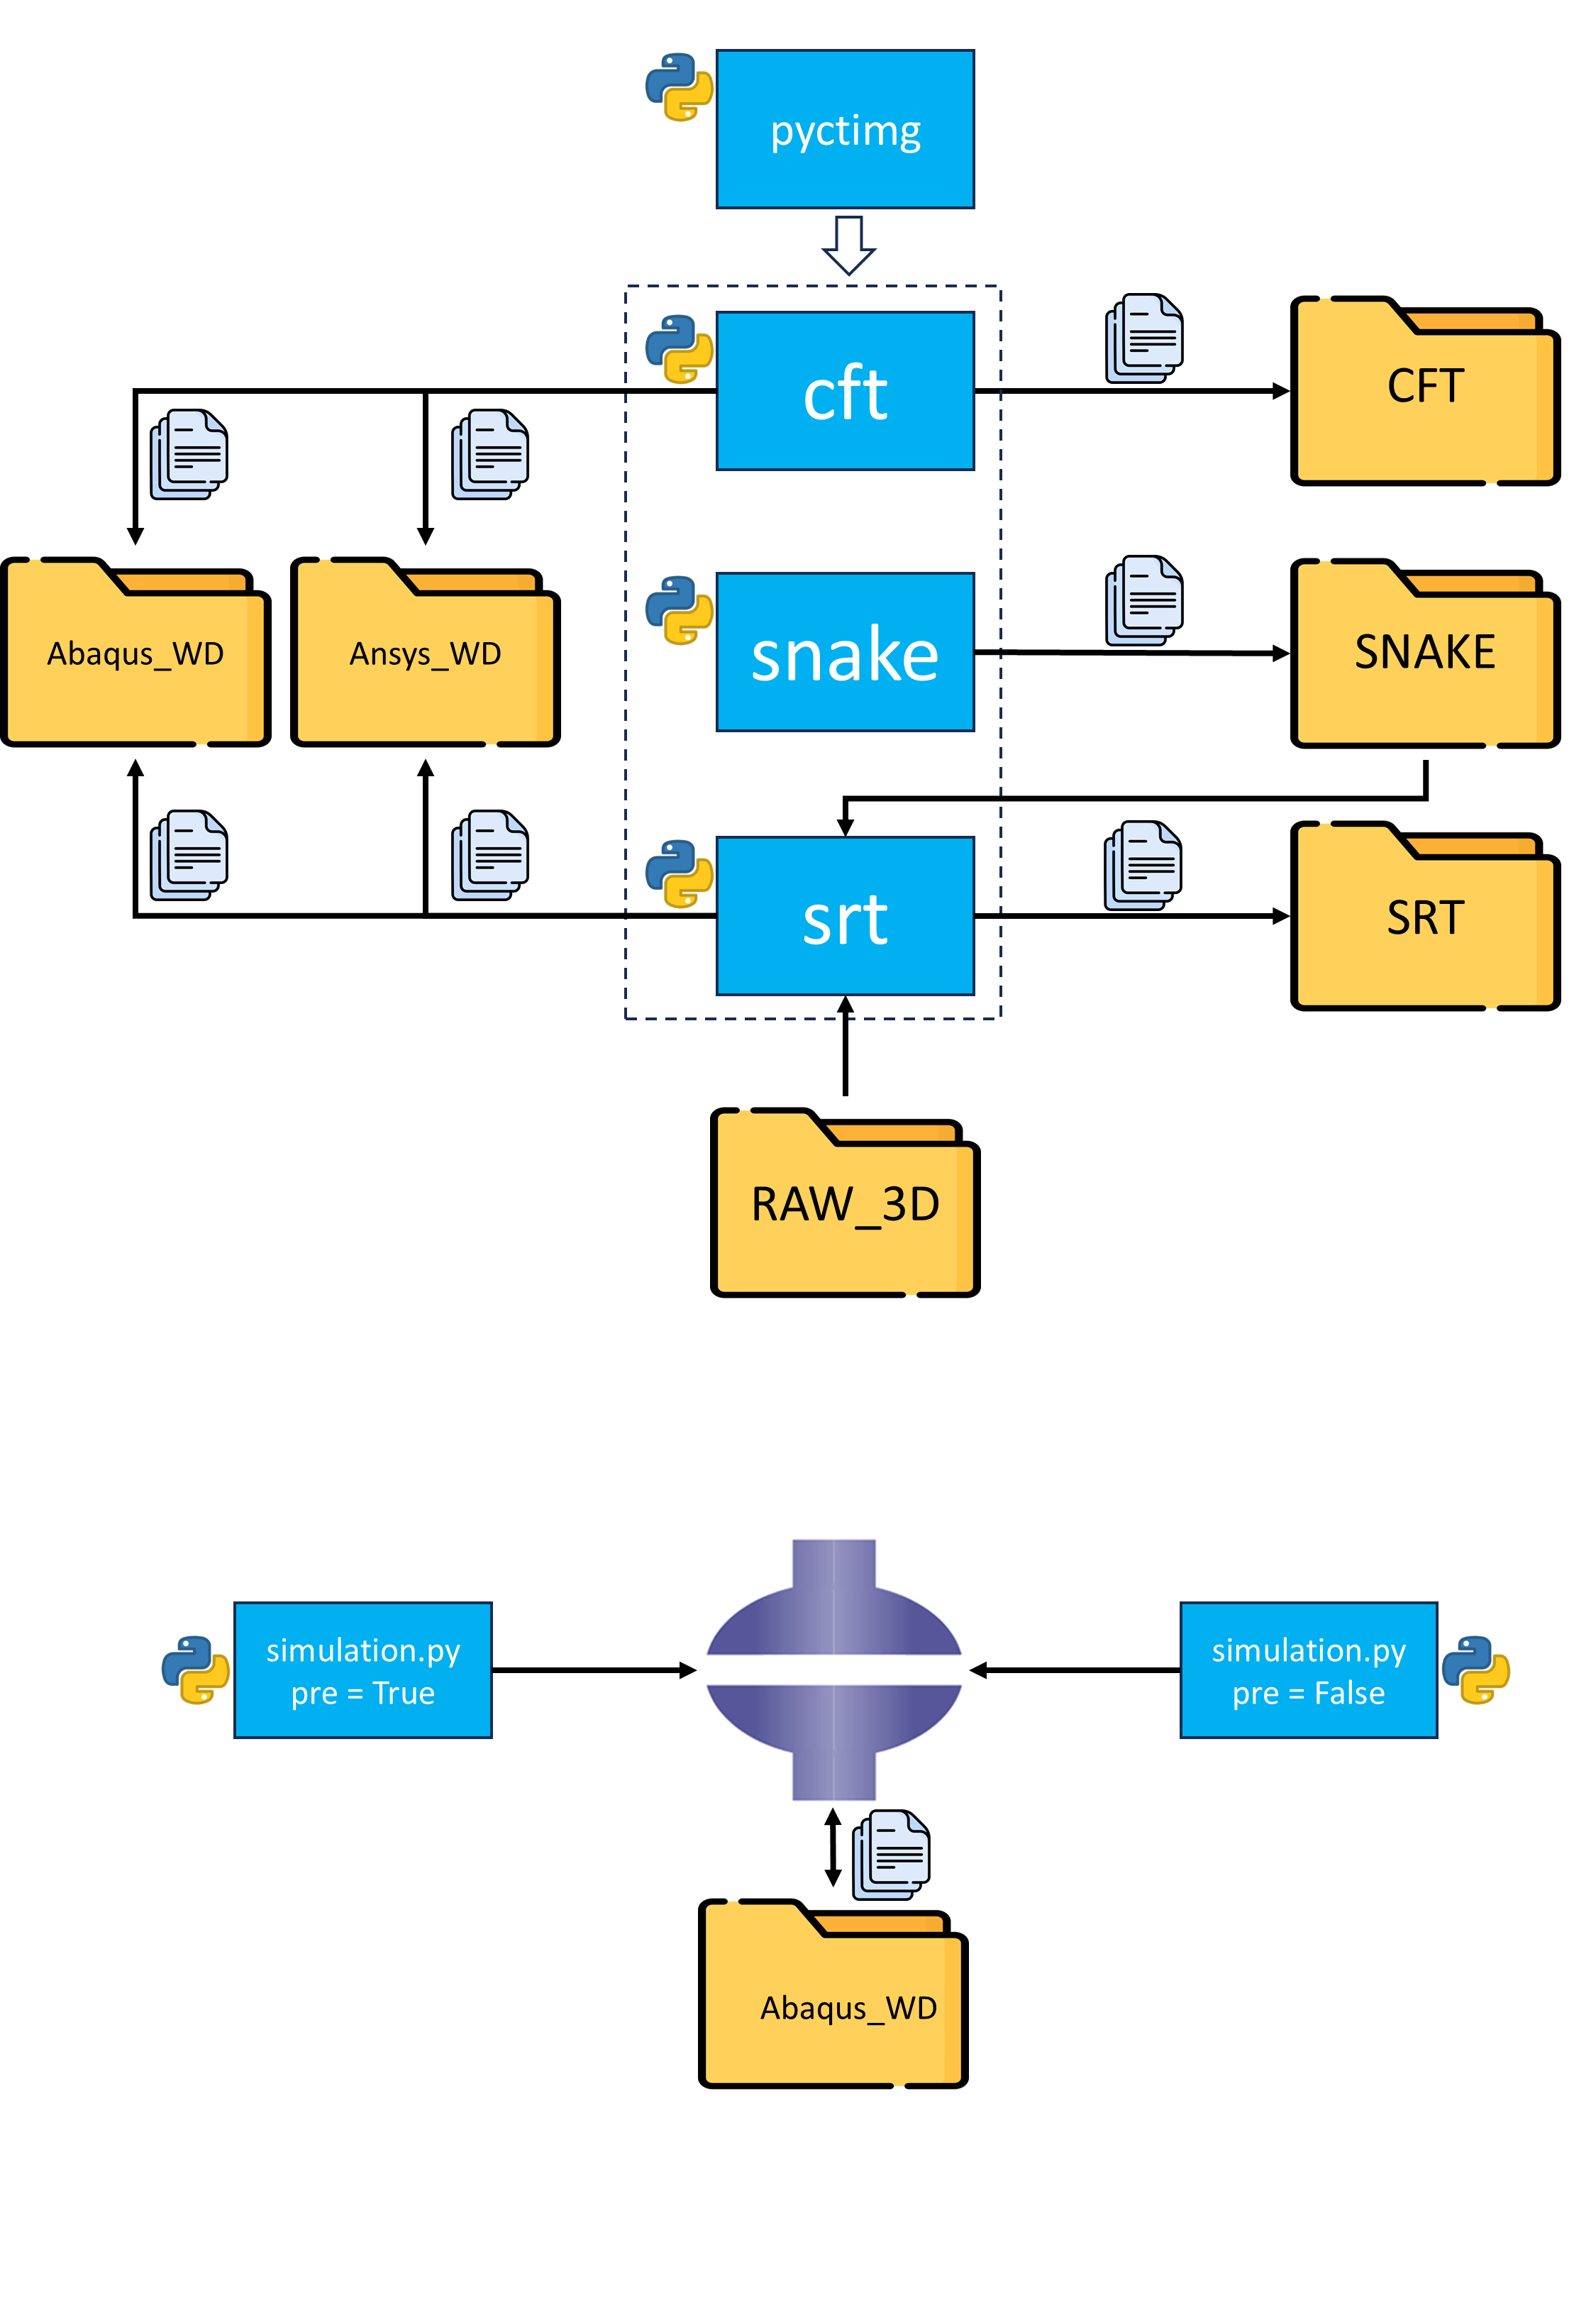 pyctimg
cft
CFT
Abaqus_WD
Ansys_WD
snake
SNAKE
srt
SRT
RAW_3D
simulation.py
pre = True
simulation.py
pre = False
Abaqus_WD